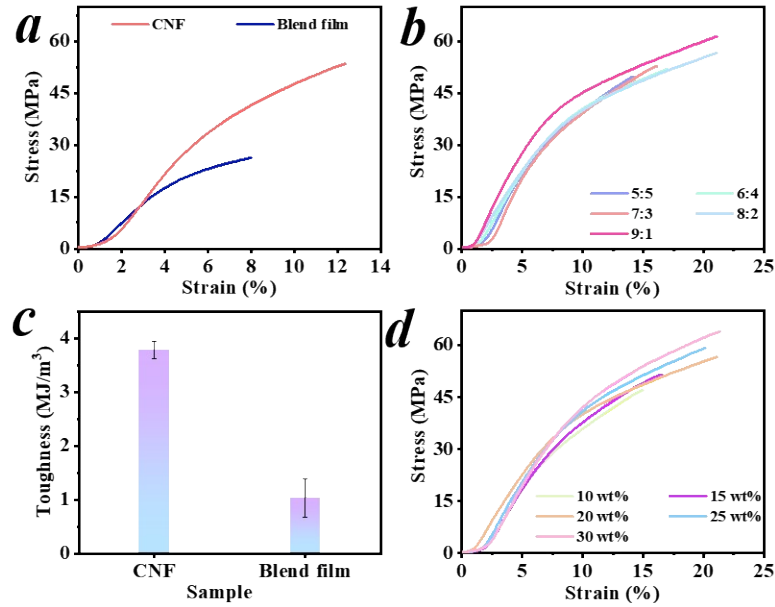 a
CNF Blend film
Stress (MPa)
60
45
30
15
0
0 2 4 6 8 10 12 14
Strain (%)
b
Stress (MPa)
60
45
30
15
0
5:5 6:4
7:3 8:2
9:1
0 5 10 15 20 25
Strain (%)
c
Toughness (MJ/m³)
4
3
2
1
0
CNF Blend film
Sample
d
Stress (MPa)
60
45
30
15
0
10 wt% 15 wt%
20 wt% 25 wt%
30 wt%
0 5 10 15 20 25
Strain (%)